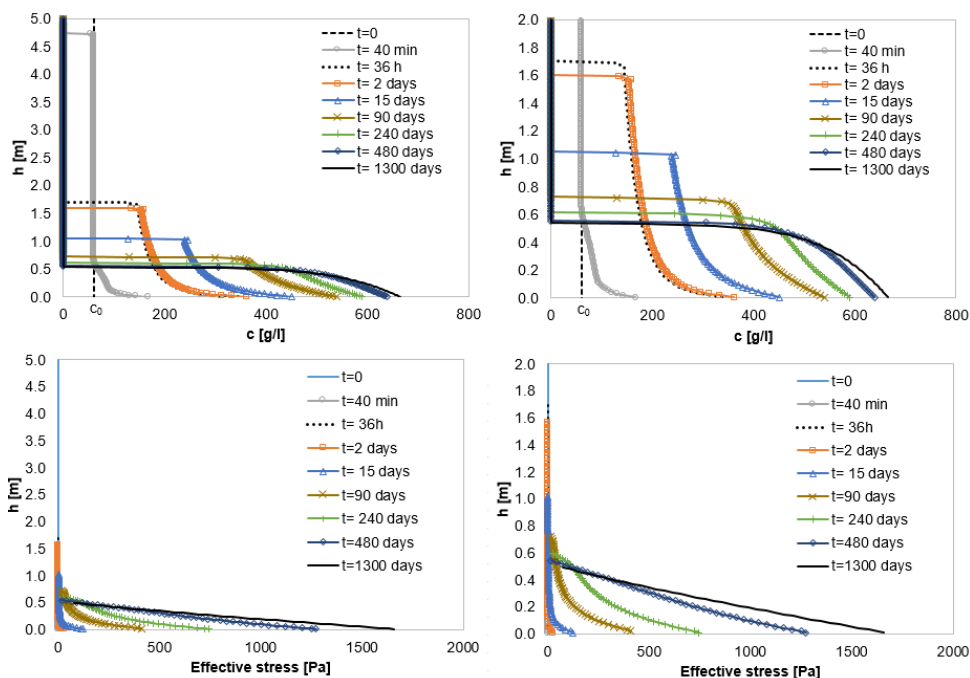 5.0
4.5
4.0
3.5
3.0
2.5
2.0
1.5
1.0
0.5
0.0
h [m]
0
c₀
200
400
600
800
c [g/l]
t=0
t= 40 min
t= 36 h
t= 2 days
t= 15 days
t= 90 days
t= 240 days
t= 480 days
t= 1300 days
2.0
1.8
1.6
1.4
1.2
1.0
0.8
0.6
0.4
0.2
0.0
h [m]
0
c₀
200
400
600
800
c [g/l]
t=0
t= 40 min
t= 36 h
t= 2 days
t= 15 days
t= 90 days
t= 240 days
t= 480 days
t= 1300 days
5.0
4.5
4.0
3.5
3.0
2.5
2.0
1.5
1.0
0.5
0.0
h [m]
0
500
1000
1500
2000
Effective stress [Pa]
t=0
t=40 min
t= 36h
t=2 days
t= 15 days
t=90 days
t= 240 days
t=480 days
t=1300 days
2.0
1.8
1.6
1.4
1.2
1.0
0.8
0.6
0.4
0.2
0.0
h [m]
0
500
1000
1500
2000
Effective stress [Pa]
t=0
t=40 min
t= 36h
t=2 days
t= 15 days
t=90 days
t= 240 days
t=480 days
t=1300 days